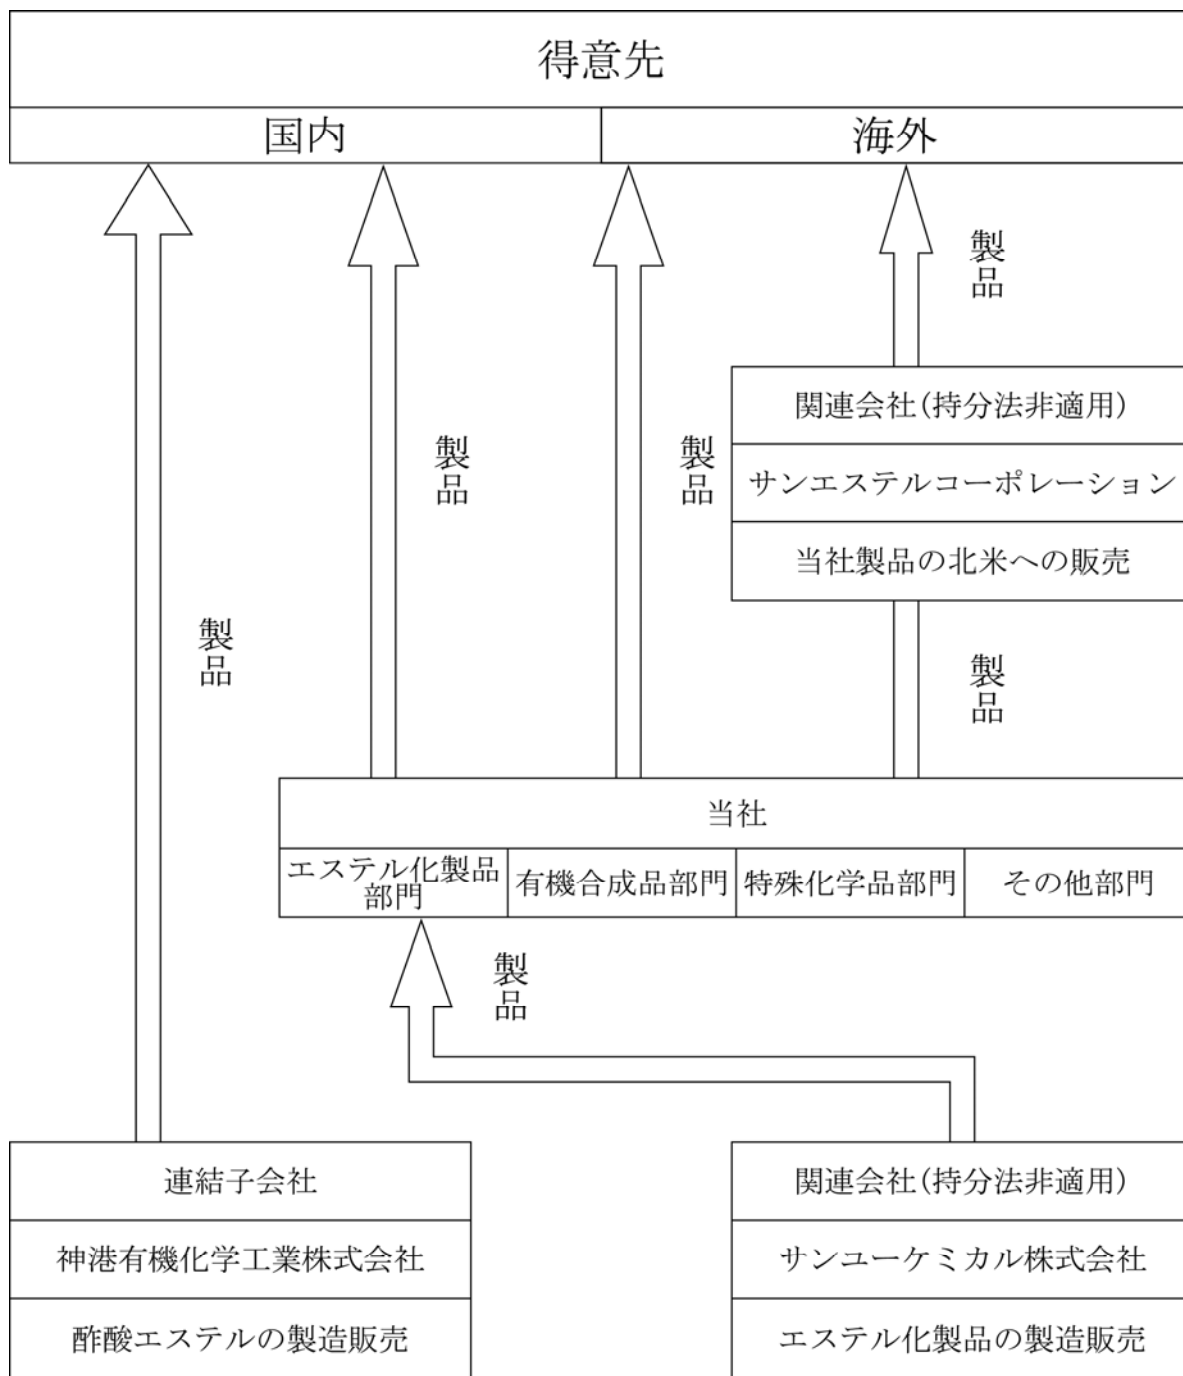 得意先
国内
海外
製品
関連会社(持分法非適用)
サンエステルコーポレーション
当社製品の北米への販売
製品
製品
製品
製品
当社
エステル化製品
部門
有機合成品部門
特殊化学品部門
その他部門
製品
連結子会社
神港有機化学工業株式会社
酢酸エステルの製造販売
関連会社(持分法非適用)
サンユーケミカル株式会社
エステル化製品の製造販売